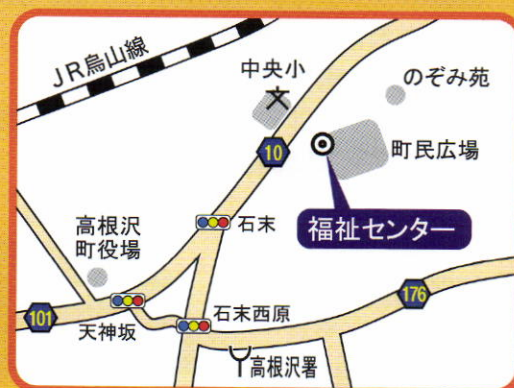 JR烏山線
中央小
のぞみ苑
10
町民広場
石末
福祉センター
高根沢
町役場
176
101
天神坂
石末西原
高根沢署